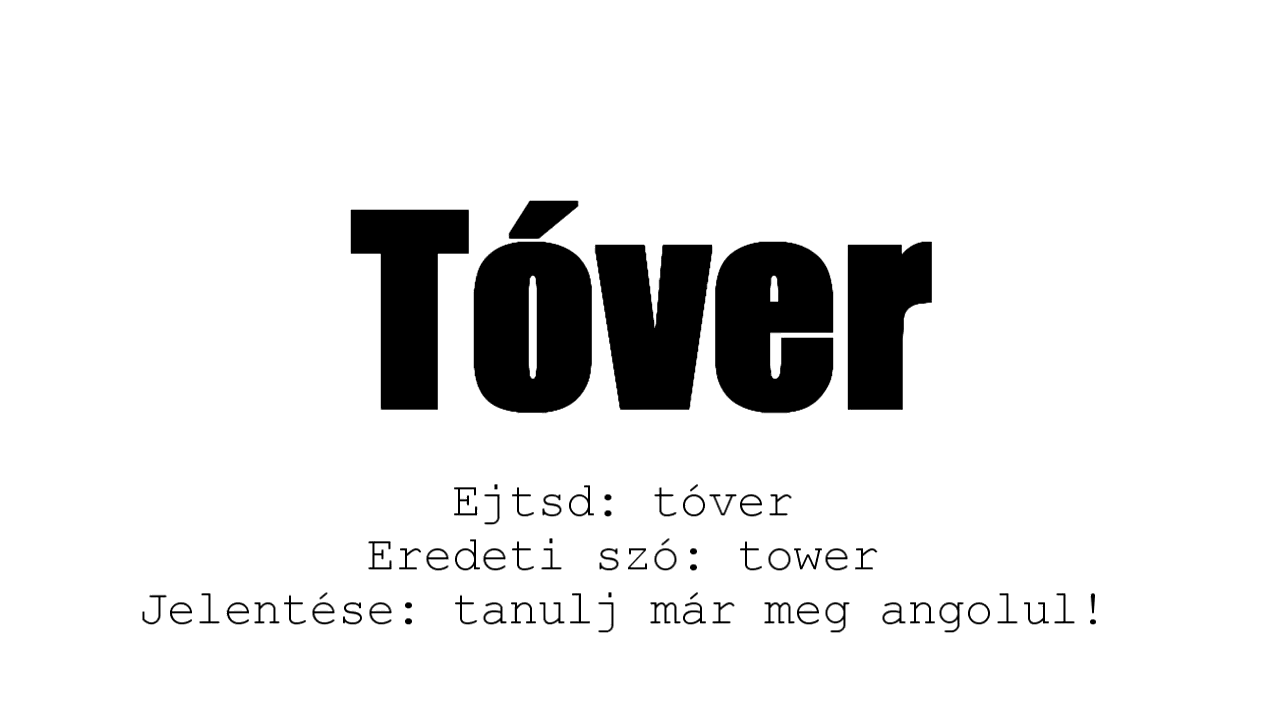 Tóver
Ejtsd: tóver
Eredeti szó: tower
Jelentése: tanulj már meg angolul!